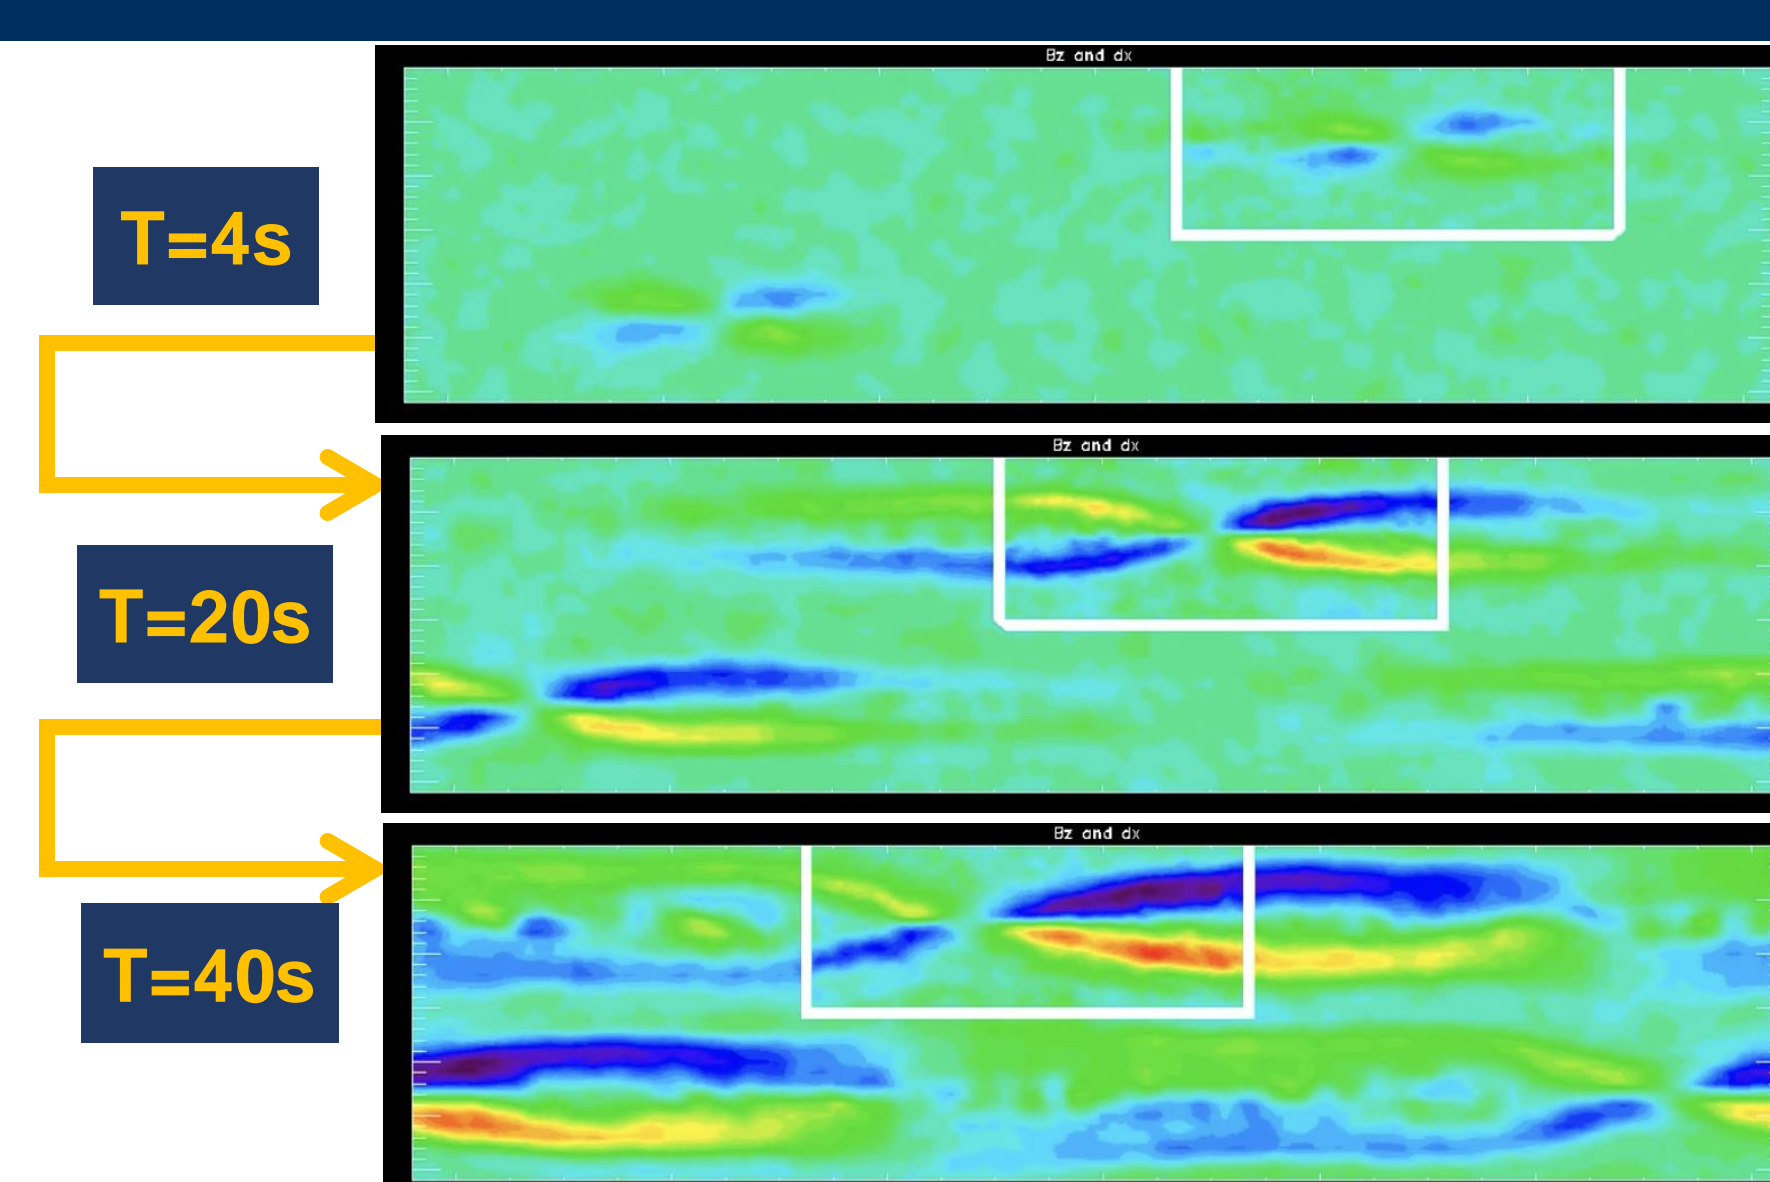 Bz and dx
T=4s
Bz and dx
T=20s
Bz and dx
T=40s